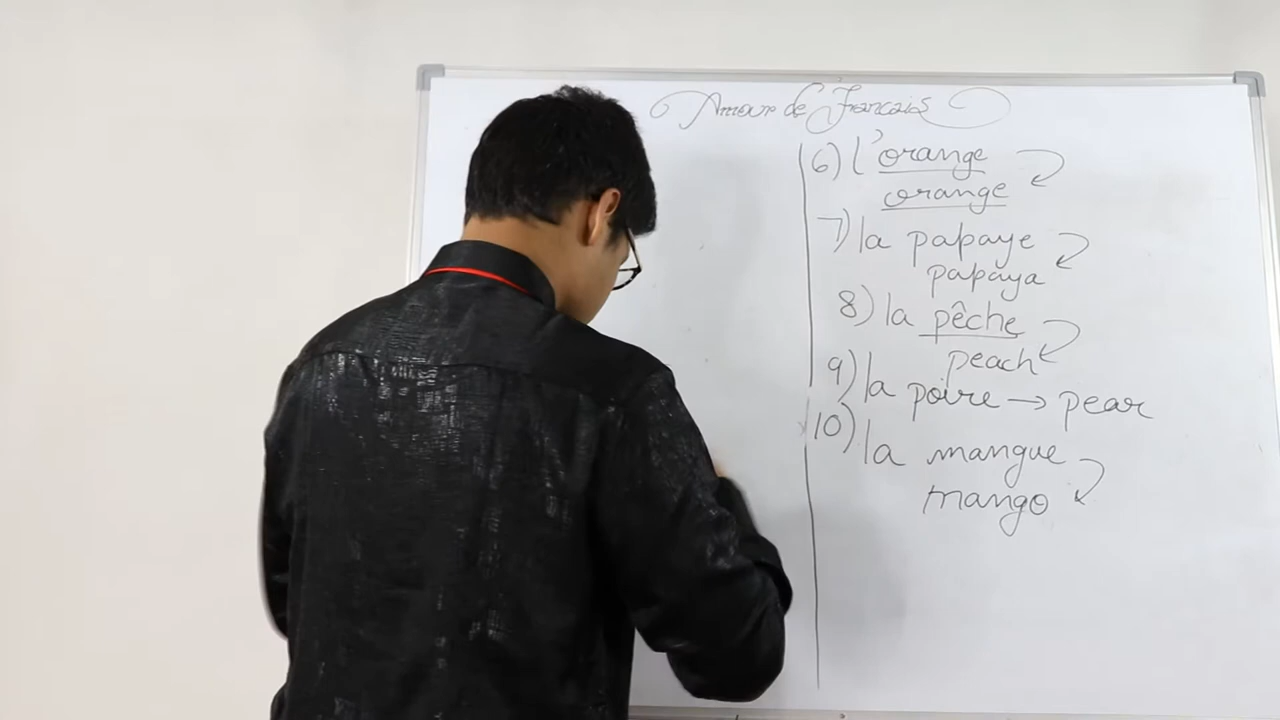 Amour de Francais
6) l'orange
orange
7) la papaye
papaya
8) la pêche
peach
9) la poire → pear
10) la mangue
mango